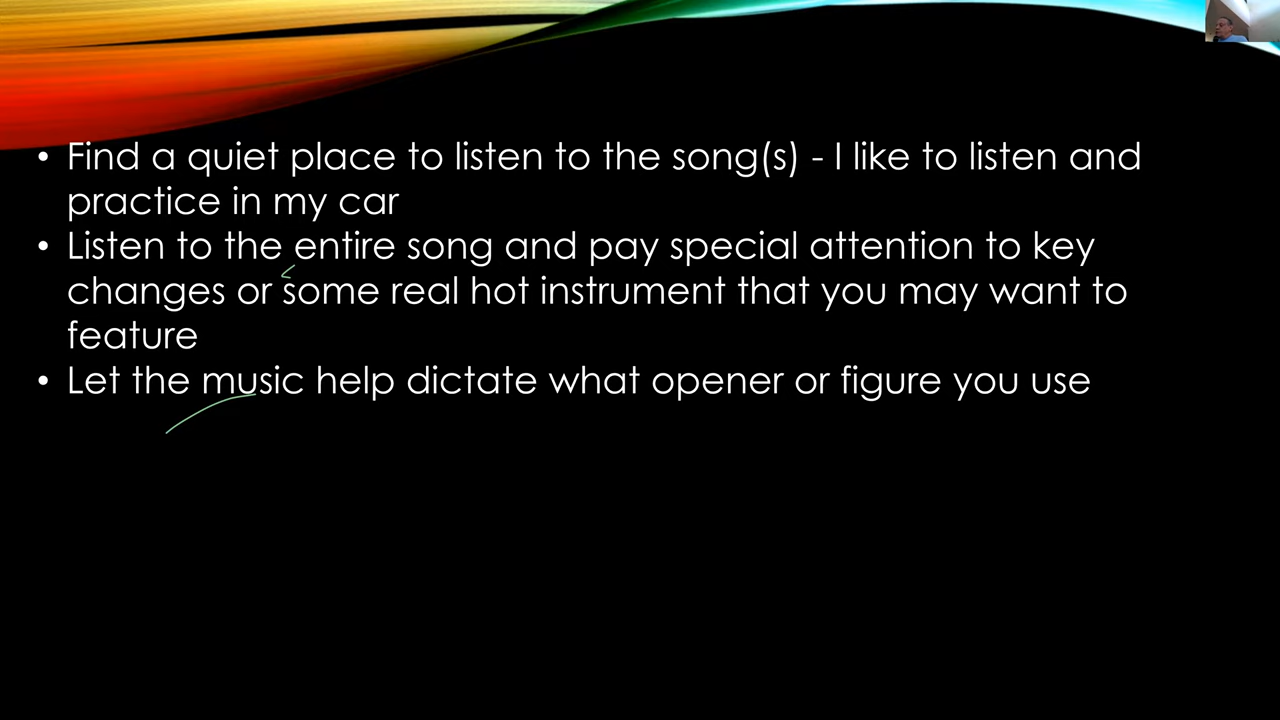 • Find a quiet place to listen to the song(s) - I like to listen and
practice in my car
• Listen to the entire song and pay special attention to key
changes or some real hot instrument that you may want to
feature
• Let the music help dictate what opener or figure you use